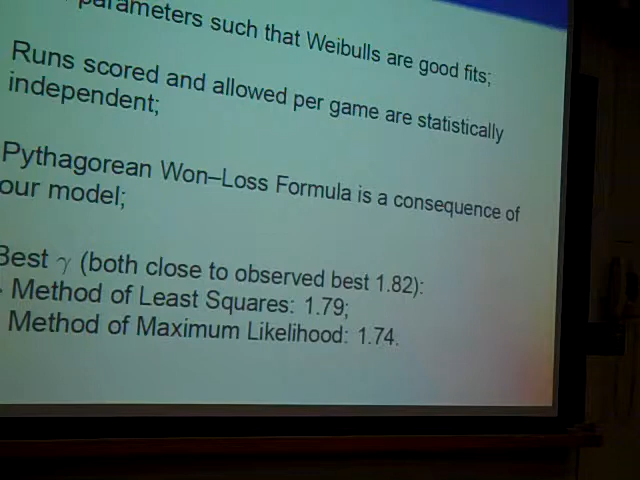 parameters such that Weibulls are good fits;
Runs scored and allowed per game are statistically
independent;
Pythagorean Won–Loss Formula is a consequence of
our model;
Best γ (both close to observed best 1.82):
Method of Least Squares: 1.79;
Method of Maximum Likelihood: 1.74.